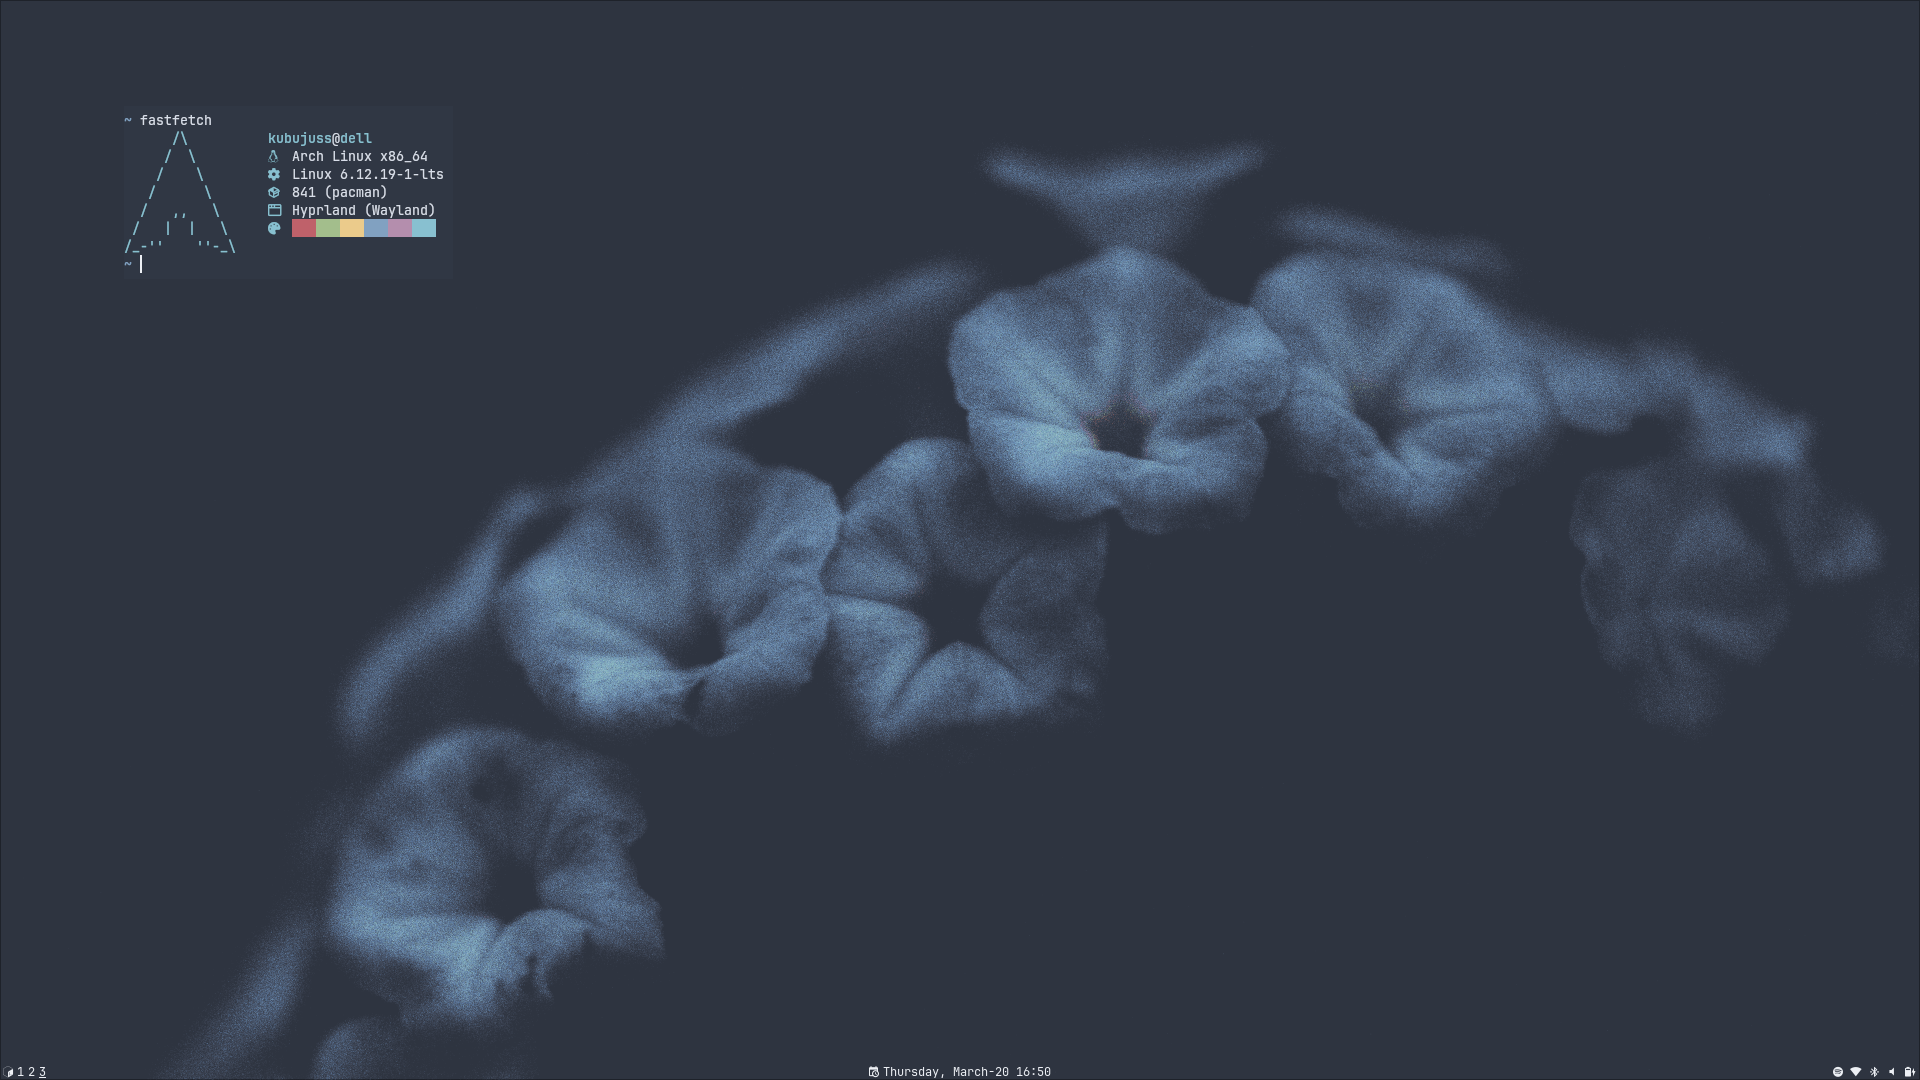 ~ fastfetch
kubujuss@dell
Arch Linux x86_64
Linux 6.12.19-1-lts
841 (pacman)
Hyprland (Wayland)
~
1 2 3
Thursday, March-20 16:50